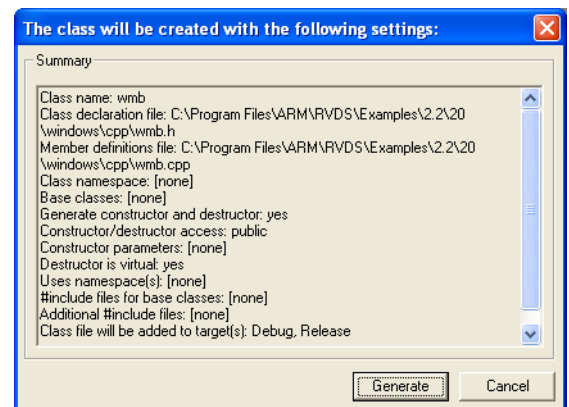 The class will be created with the following settings:
Summary
Class name: wmb
Class declaration file: C:\Program Files\ARM\RVDS\Examples\2.2\20
\windows\cpp\wmb.h
Member definitions file: C:\Program Files\ARM\RVDS\Examples\2.2\20
\windows\cpp\wmb.cpp
Class namespace: [none]
Base classes: [none]
Generate constructor and destructor: yes
Constructor/destructor access: public
Constructor parameters: [none]
Destructor is virtual: yes
Uses namespace(s): [none]
#include files for base classes: [none]
Additional #include files: [none]
Class file will be added to target(s): Debug, Release
Generate
Cancel